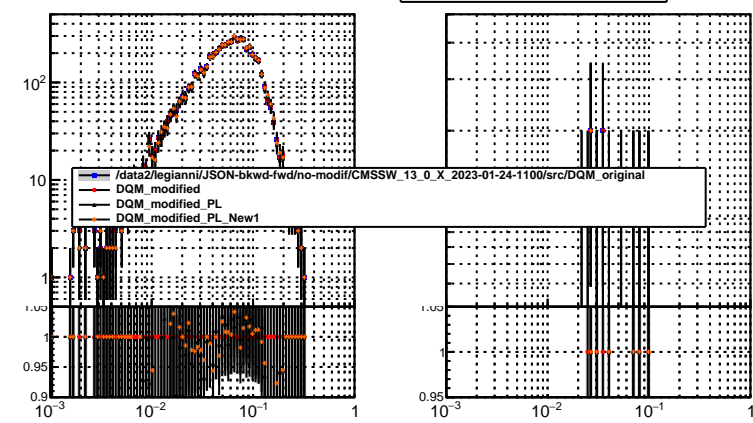 10²
10
1
/data2/legianni/JSON-bkwd-fwd/no-modif/CMSSW_13_0_X_2023-01-24-1100/src/DQM_original
DQM_modified
DQM_modified_PL
DQM_modified_PL_New1
1.05
1
0.95
0.9
10⁻³ 10⁻² 10⁻¹ 1
1.05
1
0.95
10⁻³ 10⁻² 10⁻¹ 1